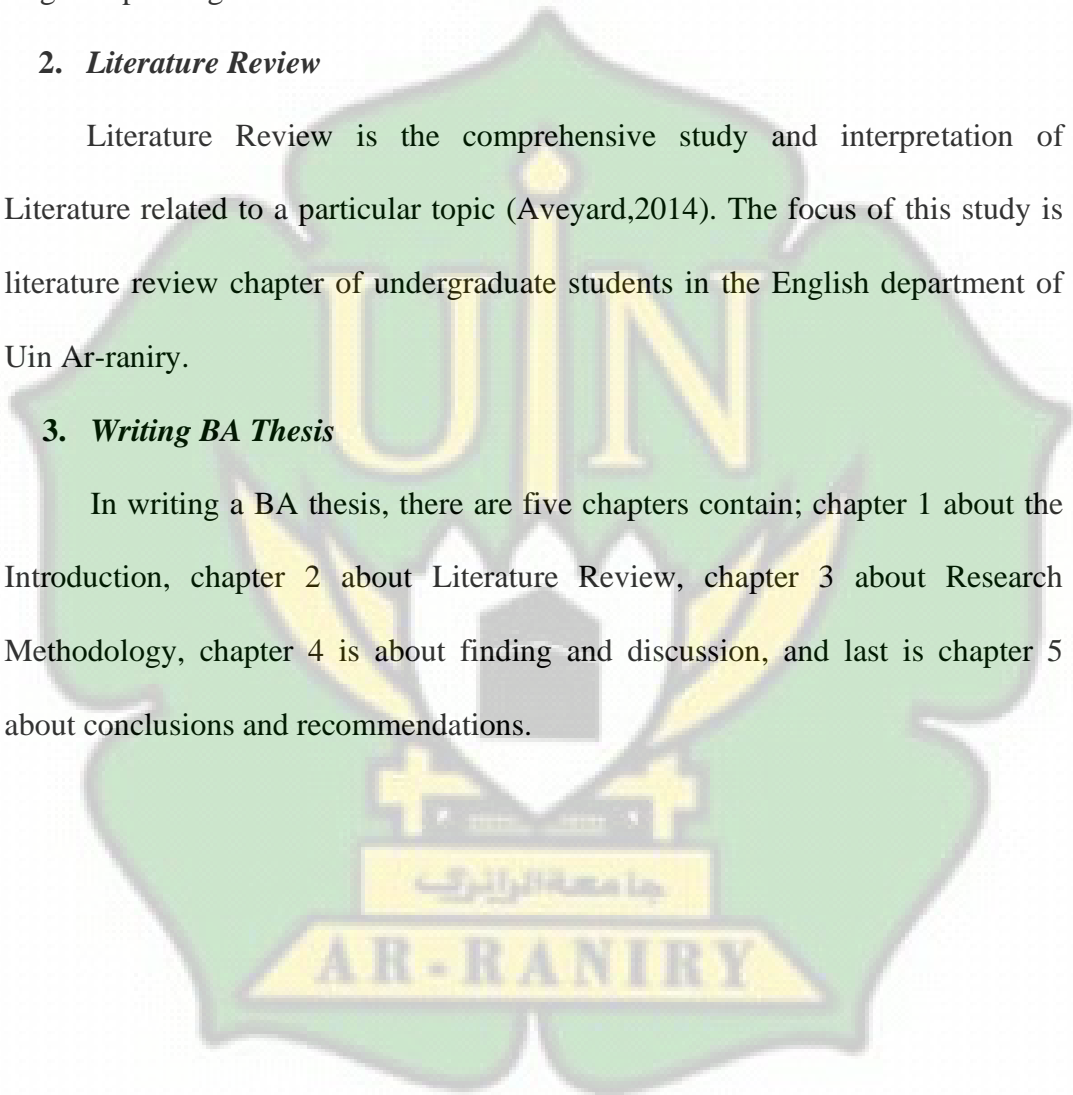 2. Literature Review
Literature Review is the comprehensive study and interpretation of
Literature related to a particular topic (Aveyard,2014). The focus of this study is
literature review chapter of undergraduate students in the English department of
Uin Ar-raniry.
3. Writing BA Thesis
In writing a BA thesis, there are five chapters contain; chapter 1 about the
Introduction, chapter 2 about Literature Review, chapter 3 about Research
Methodology, chapter 4 is about finding and discussion, and last is chapter 5
about conclusions and recommendations.
UIN
جامعة الرانري
AR-RANIRY